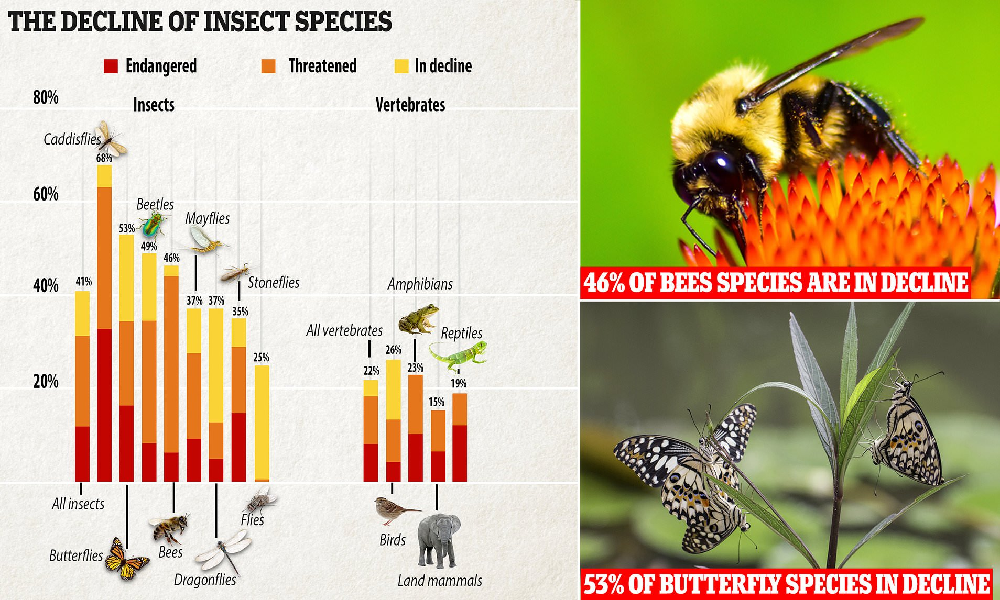 THE DECLINE OF INSECT SPECIES
Endangered
Threatened
In decline
80%
60%
40%
20%
Insects
Caddisflies
68%
Beetles
53%
49%
Mayflies
46%
41%
37%
37%
Stoneflies
35%
25%
All insects
Butterflies
Bees
Dragonflies
Flies
Vertebrates
All vertebrates
22%
26%
Amphibians
23%
15%
Reptiles
19%
Birds
Land mammals
46% OF BEES SPECIES ARE IN DECLINE
53% OF BUTTERFLY SPECIES IN DECLINE